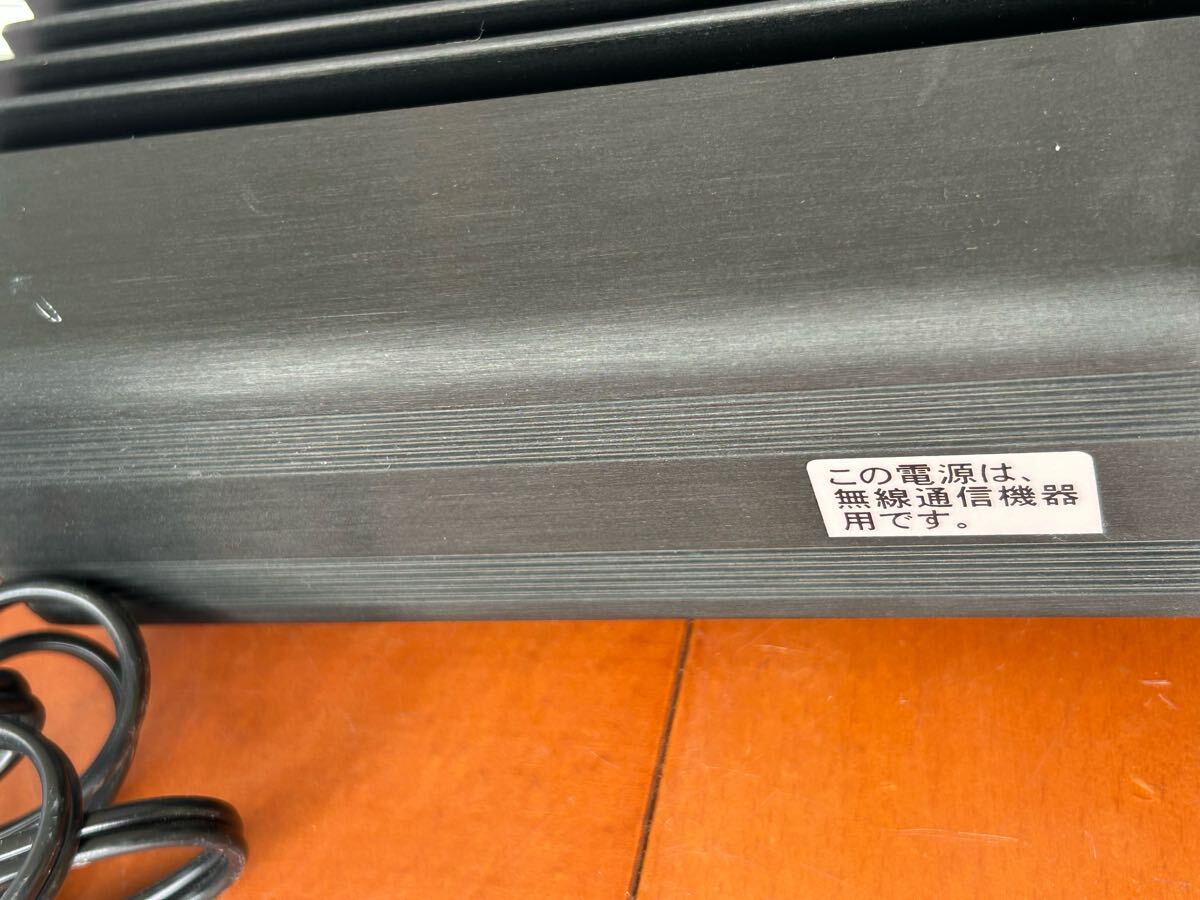 この電源は、
無線通信機器
用です。